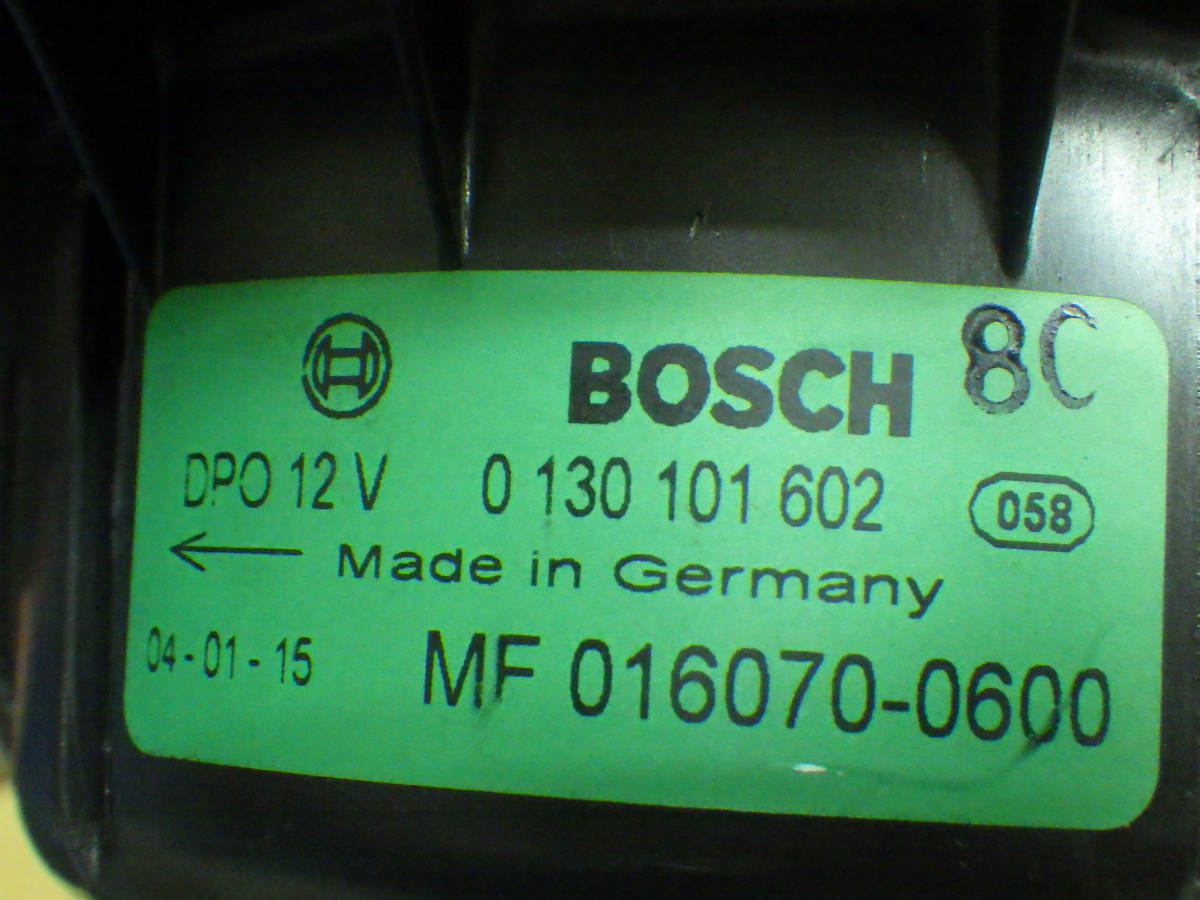 BOSCH 8C
DPO 12 V 0 130 101 602 058
← Made in Germany
04-01-15 MF 016070-0600